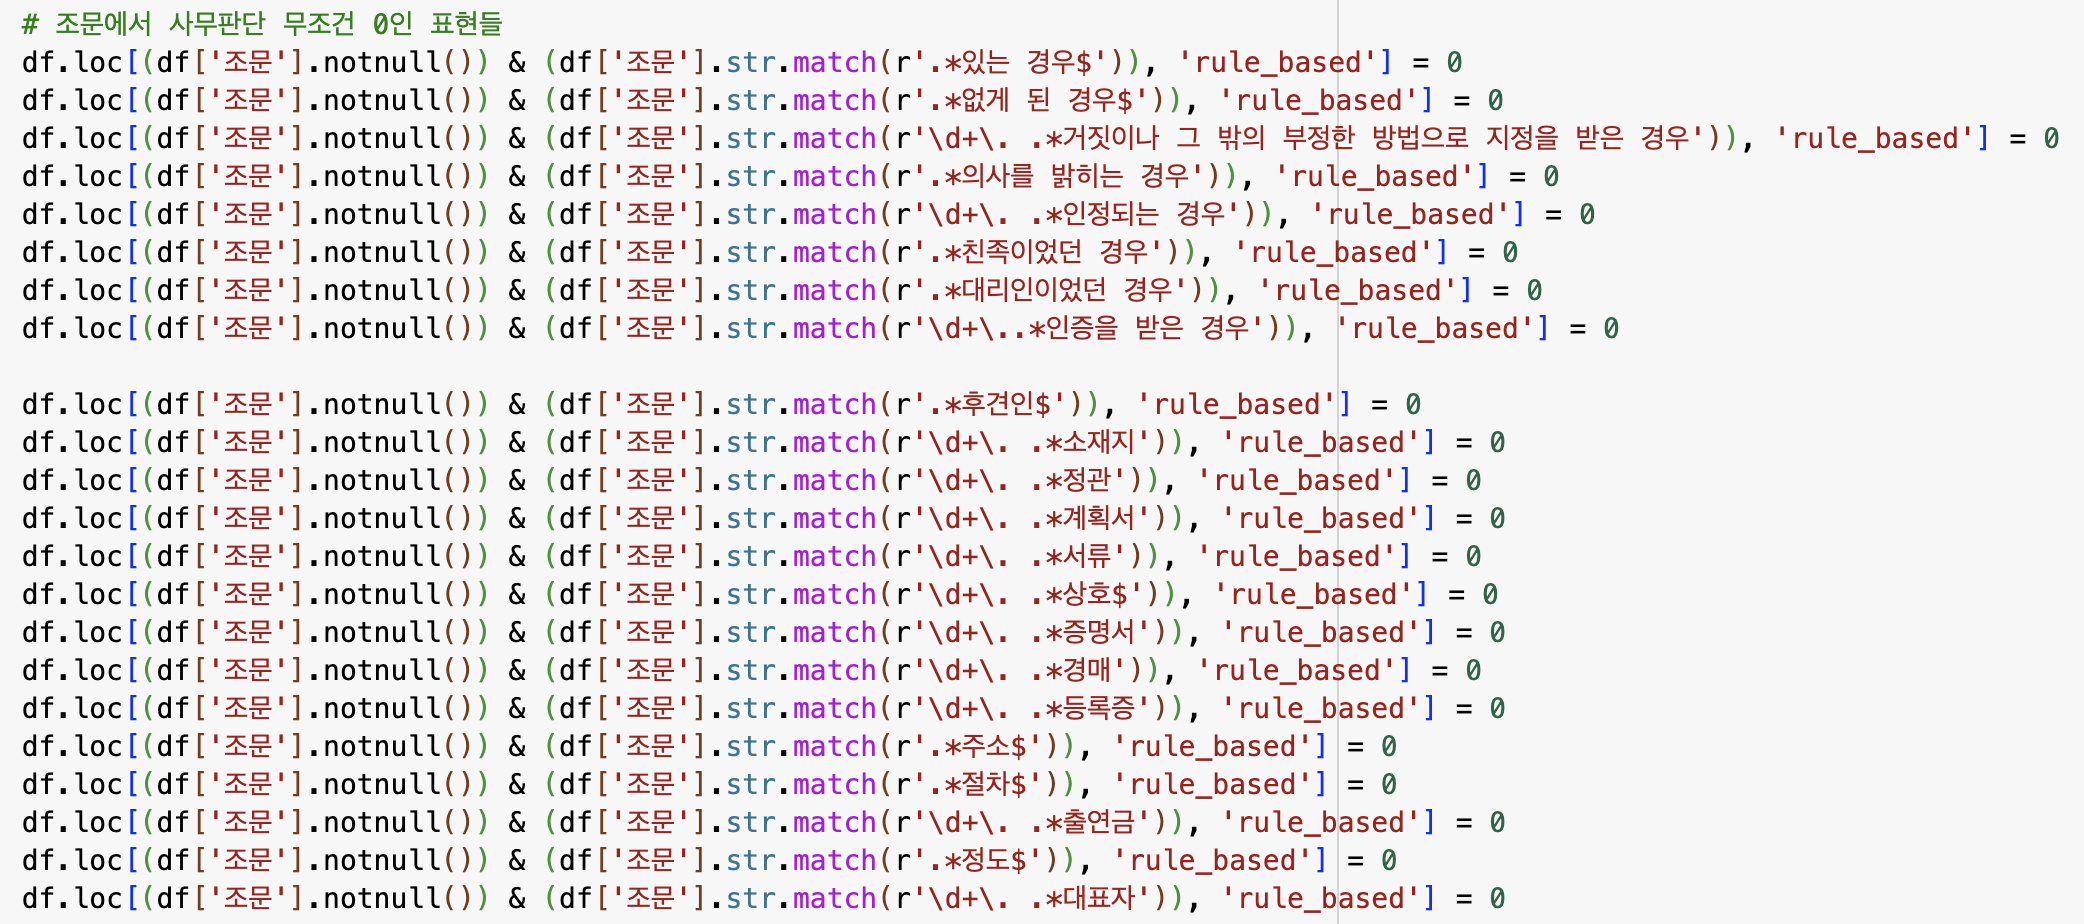 # 조문에서 사무판단 무조건 0인 표현들
df.loc[(df['조문'].notnull()) & (df['조문'].str.match(r'.*있는 경우$')), 'rule_based'] = 0
df.loc[(df['조문'].notnull()) & (df['조문'].str.match(r'.*없게 된 경우$')), 'rule_based'] = 0
df.loc[(df['조문'].notnull()) & (df['조문'].str.match(r'\d+\. .*거짓이나 그 밖의 부정한 방법으로 지정을 받은 경우')), 'rule_based'] = 0
df.loc[(df['조문'].notnull()) & (df['조문'].str.match(r'.*의사를 밝히는 경우')), 'rule_based'] = 0
df.loc[(df['조문'].notnull()) & (df['조문'].str.match(r'\d+\. .*인정되는 경우')), 'rule_based'] = 0
df.loc[(df['조문'].notnull()) & (df['조문'].str.match(r'.*친족이었던 경우')), 'rule_based'] = 0
df.loc[(df['조문'].notnull()) & (df['조문'].str.match(r'.*대리인이었던 경우')), 'rule_based'] = 0
df.loc[(df['조문'].notnull()) & (df['조문'].str.match(r'\d+\..*인증을 받은 경우')), 'rule_based'] = 0
df.loc[(df['조문'].notnull()) & (df['조문'].str.match(r'.*후견인$')), 'rule_based'] = 0
df.loc[(df['조문'].notnull()) & (df['조문'].str.match(r'\d+\. .*소재지')), 'rule_based'] = 0
df.loc[(df['조문'].notnull()) & (df['조문'].str.match(r'\d+\. .*정관')), 'rule_based'] = 0
df.loc[(df['조문'].notnull()) & (df['조문'].str.match(r'\d+\. .*계획서')), 'rule_based'] = 0
df.loc[(df['조문'].notnull()) & (df['조문'].str.match(r'\d+\. .*서류')), 'rule_based'] = 0
df.loc[(df['조문'].notnull()) & (df['조문'].str.match(r'\d+\. .*상호$')), 'rule_based'] = 0
df.loc[(df['조문'].notnull()) & (df['조문'].str.match(r'\d+\. .*증명서')), 'rule_based'] = 0
df.loc[(df['조문'].notnull()) & (df['조문'].str.match(r'\d+\. .*경매')), 'rule_based'] = 0
df.loc[(df['조문'].notnull()) & (df['조문'].str.match(r'\d+\. .*등록증')), 'rule_based'] = 0
df.loc[(df['조문'].notnull()) & (df['조문'].str.match(r'.*주소$')), 'rule_based'] = 0
df.loc[(df['조문'].notnull()) & (df['조문'].str.match(r'.*절차$')), 'rule_based'] = 0
df.loc[(df['조문'].notnull()) & (df['조문'].str.match(r'\d+\. .*출연금')), 'rule_based'] = 0
df.loc[(df['조문'].notnull()) & (df['조문'].str.match(r'.*정도$')), 'rule_based'] = 0
df.loc[(df['조문'].notnull()) & (df['조문'].str.match(r'\d+\. .*대표자')), 'rule_based'] = 0